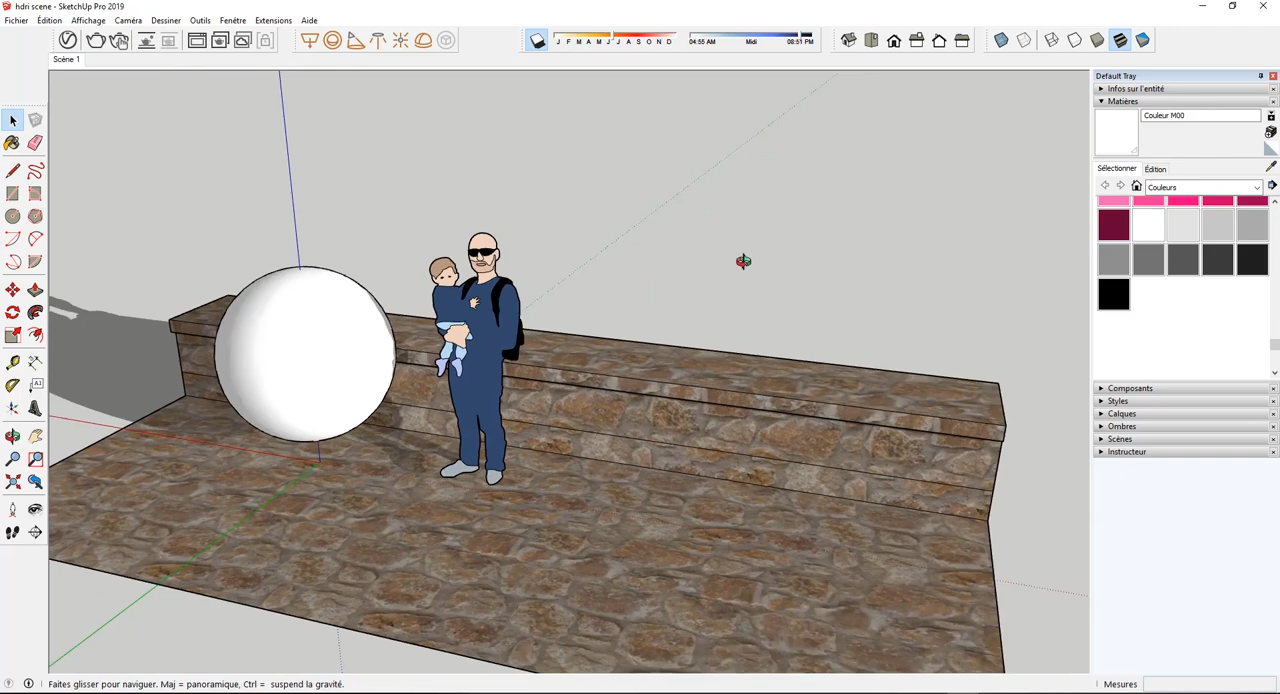 hdri scene - SketchUp Pro 2019
Fichier Édition Affichage Caméra Dessiner Outils Fenêtre Extensions Aide
J F M A M J J A S O N D
04:55 AM Midi 08:51 PM
Scène 1
Default Tray
Infos sur l'entité
Matières
Couleur M00
Sélectionner Édition
Couleurs
Composants
Styles
Calques
Ombres
Scènes
Instructeur
Faites glisser pour naviguer. Maj = panoramique, Ctrl = suspend la gravité.
Mesures